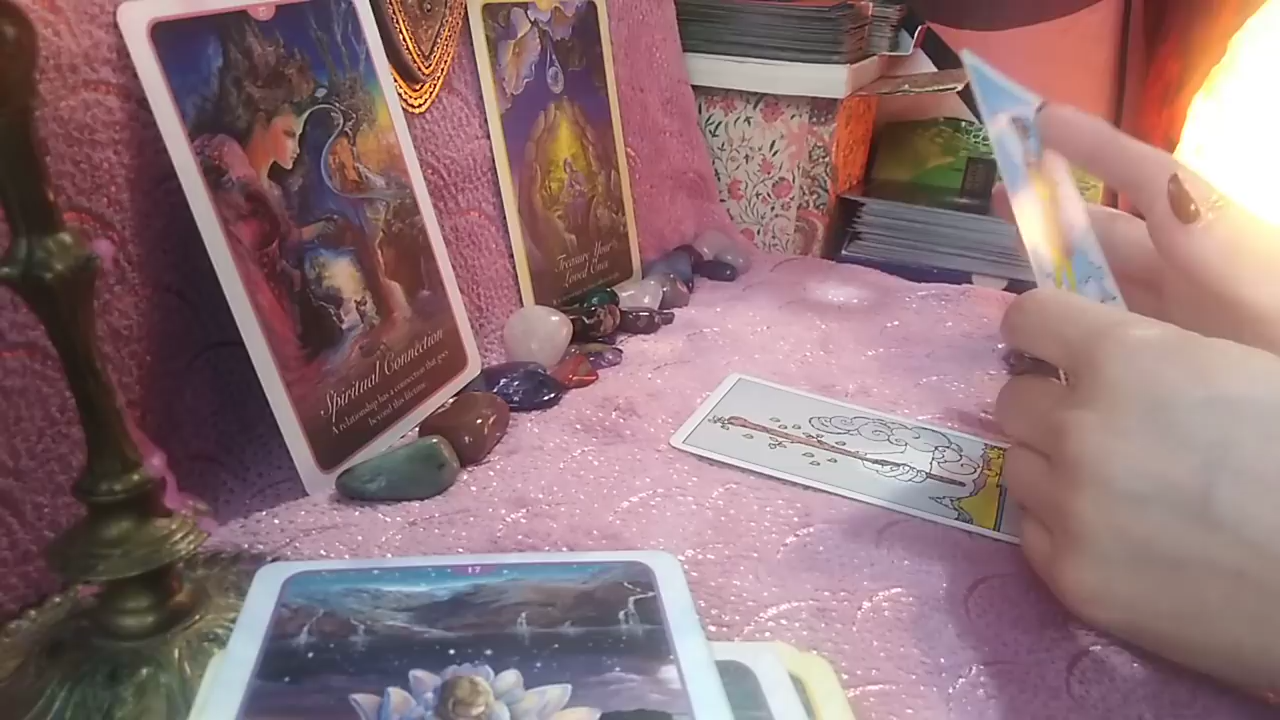 Spiritual Connection
A relationship has a connection that goes
beyond this lifetime.
Treasure Your
Loved Ones
17